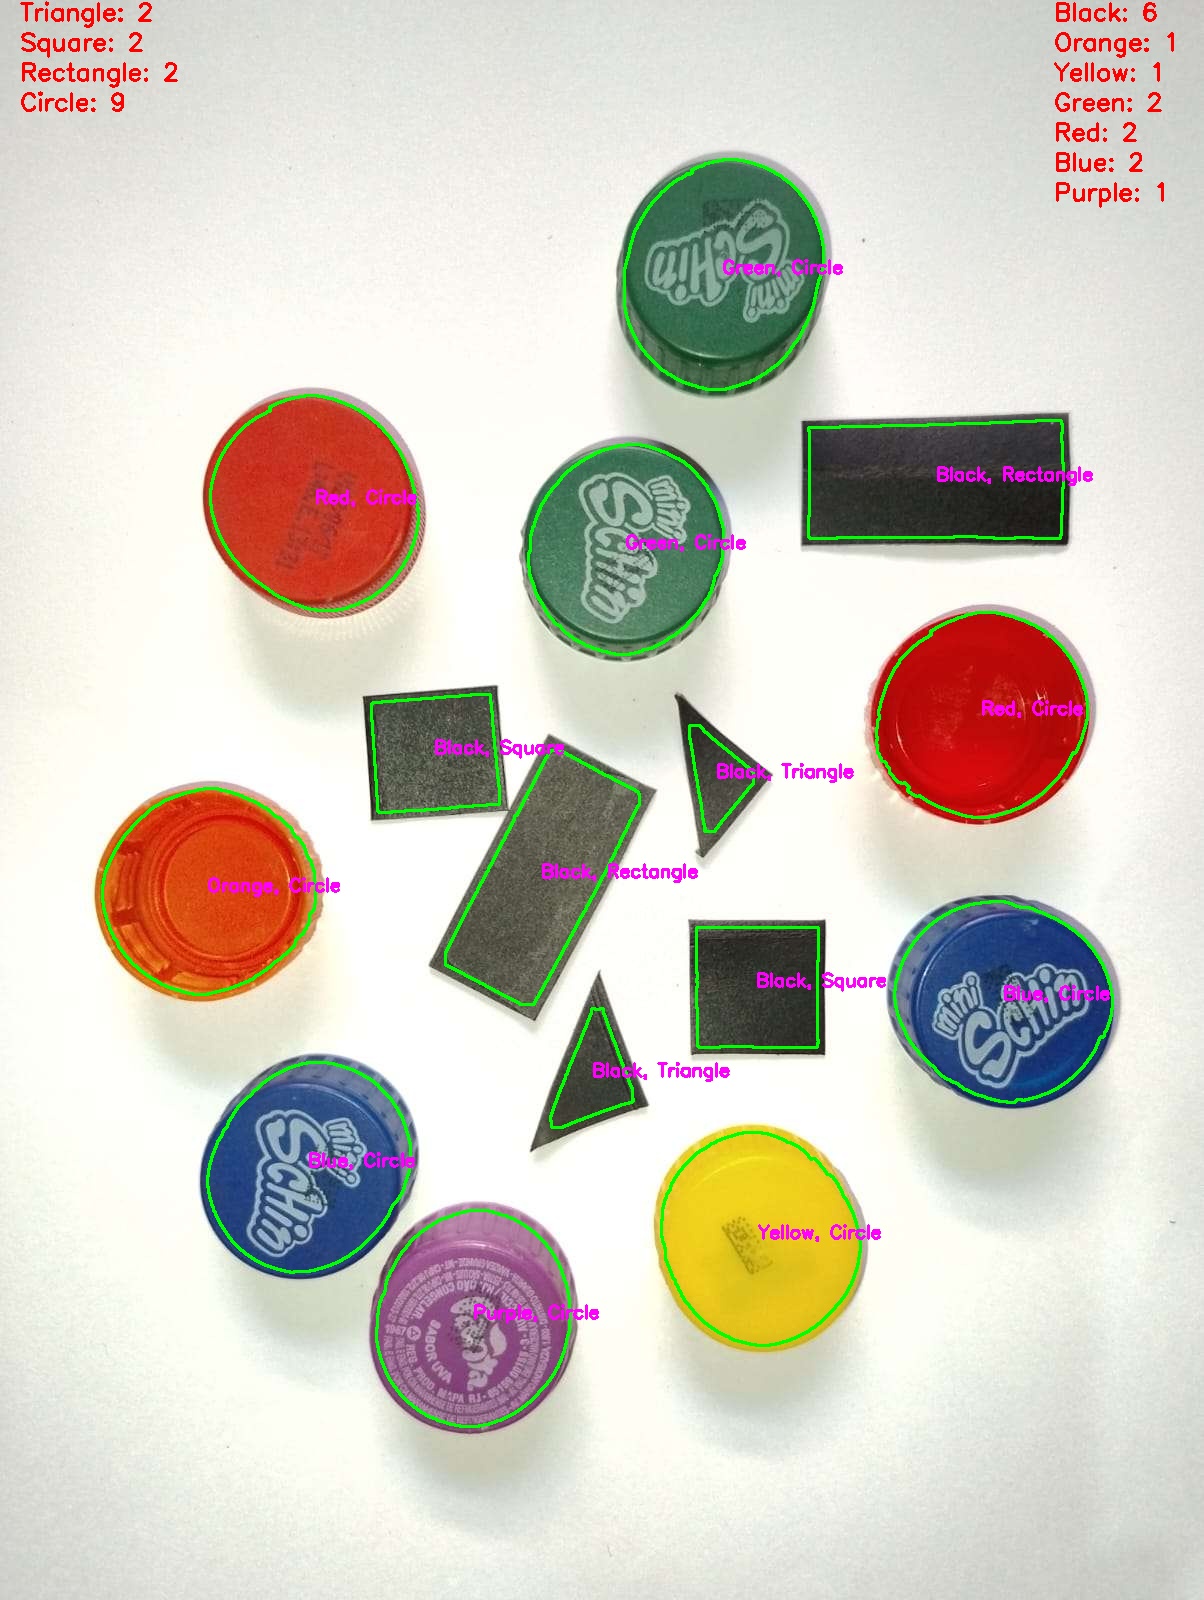 Triangle: 2
Square: 2
Rectangle: 2
Circle: 9
Black: 6
Orange: 1
Yellow: 1
Green: 2
Red: 2
Blue: 2
Purple: 1
mini
Schin
Green, Circle
Black, Rectangle
Red, Circle
mini
Schin
Green, Circle
Red, Circle
Black, Square
Black, Triangle
Black, Rectangle
Orange, Circle
Black, Square
mini
Schin
Blue, Circle
Black, Triangle
mini
Schin
Blue, Circle
Yellow, Circle
Purple, Circle
SABOR UVA